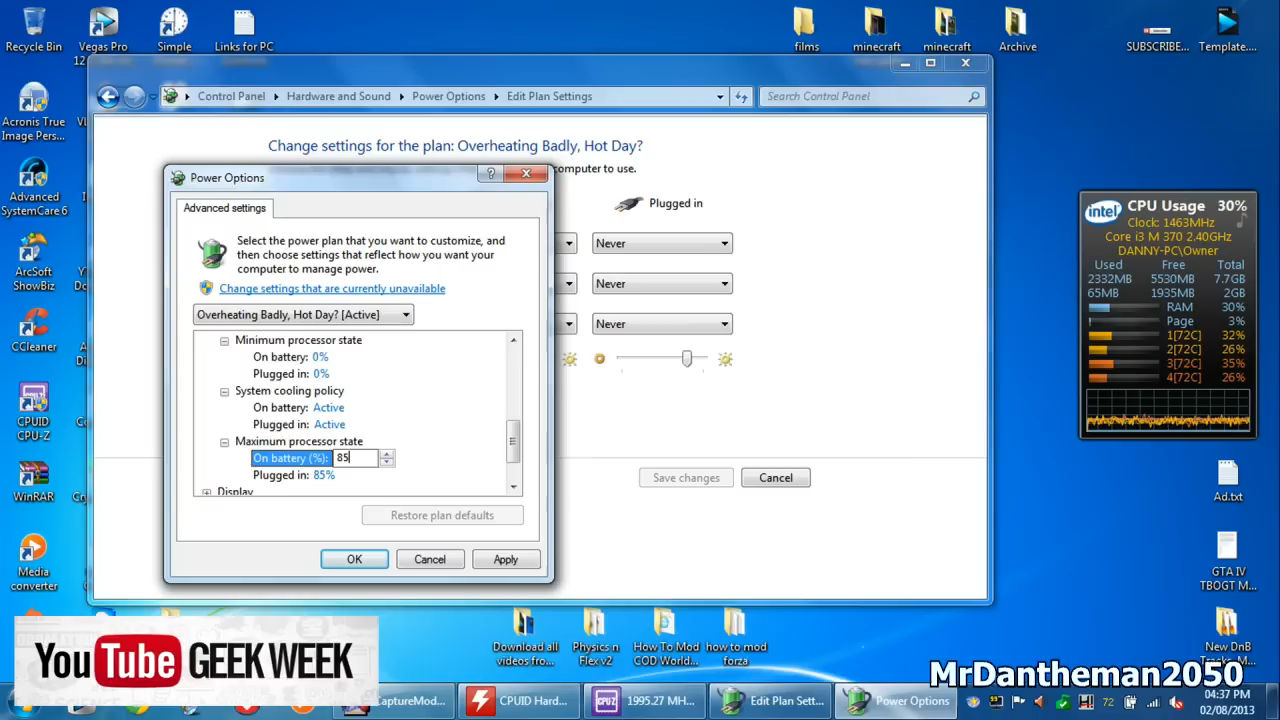 Recycle Bin
Vegas Pro
12
Simple
Links for PC
films
minecraft
minecraft
Archive
SUBSCRIBE...
Template....
Control Panel
Hardware and Sound
Power Options
Edit Plan Settings
Search Control Panel
Acronis True
Image Pers...
Advanced
SystemCare 6
ArcSoft
ShowBiz
CCleaner
CPUID
CPU-Z
WinRAR
Media
converter
Change settings for the plan: Overheating Badly, Hot Day?
computer to use.
Plugged in
Never
Never
Never
Save changes
Cancel
Power Options
Advanced settings
Select the power plan that you want to customize, and
then choose settings that reflect how you want your
computer to manage power.
Change settings that are currently unavailable
Overheating Badly, Hot Day? [Active]
Minimum processor state
On battery: 0%
Plugged in: 0%
System cooling policy
On battery: Active
Plugged in: Active
Maximum processor state
On battery (%): 85
Plugged in: 85%
Display
Restore plan defaults
OK
Cancel
Apply
intel
CPU Usage 30%
Clock: 1463MHz
Core i3 M 370 2.40GHz
DANNY-PC\Owner
Used Free Total
2332MB 5530MB 7.7GB
65MB 1935MB 2GB
RAM 30%
Page 3%
1[72C] 32%
2[72C] 26%
3[72C] 35%
4[72C] 26%
Ad.txt
GTA IV
TBOGT M...
New DnB
Download all
videos fro...
Physics n
Flex v2
How To Mod
COD World...
how to mod
forza
YouTube GEEK WEEK
MrDantheman2050
CaptureMod...
CPUID Hard...
CPU-Z
1995.27 MH...
Edit Plan Sett...
Power Options
72
04:37 PM
02/08/2013